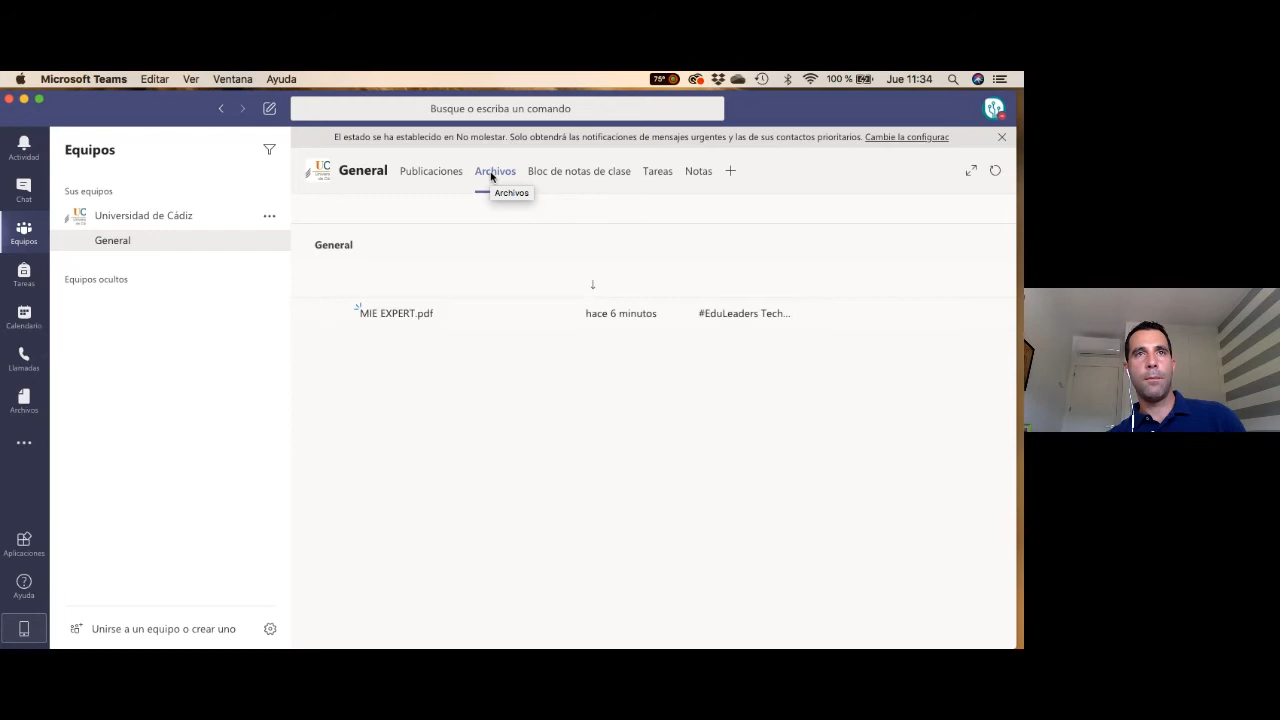 Microsoft Teams Editar Ver Ventana Ayuda 75° 100 % Jue 11:34
Busque o escriba un comando
El estado se ha establecido en No molestar. Solo obtendrá las notificaciones de mensajes urgentes y las de sus contactos prioritarios. Cambie la configurac
Actividad
Chat
Equipos
Tareas
Calendario
Llamadas
Archivos
Aplicaciones
Ayuda
Equipos
Sus equipos
Universidad de Cádiz
General
Equipos ocultos
Unirse a un equipo o crear uno
UC
General Publicaciones Archivos Bloc de notas de clase Tareas Notas
Archivos
General
MIE EXPERT.pdf hace 6 minutos #EduLeaders Tech...